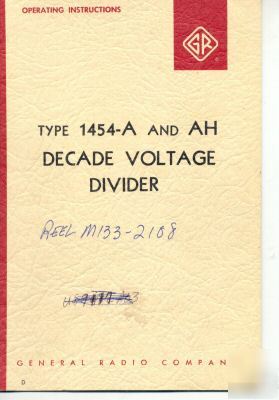 OPERATING INSTRUCTIONS
GR
TYPE 1454-A AND AH
DECADE VOLTAGE
DIVIDER
REEL M133-2108
GENERAL RADIO COMPAN
D